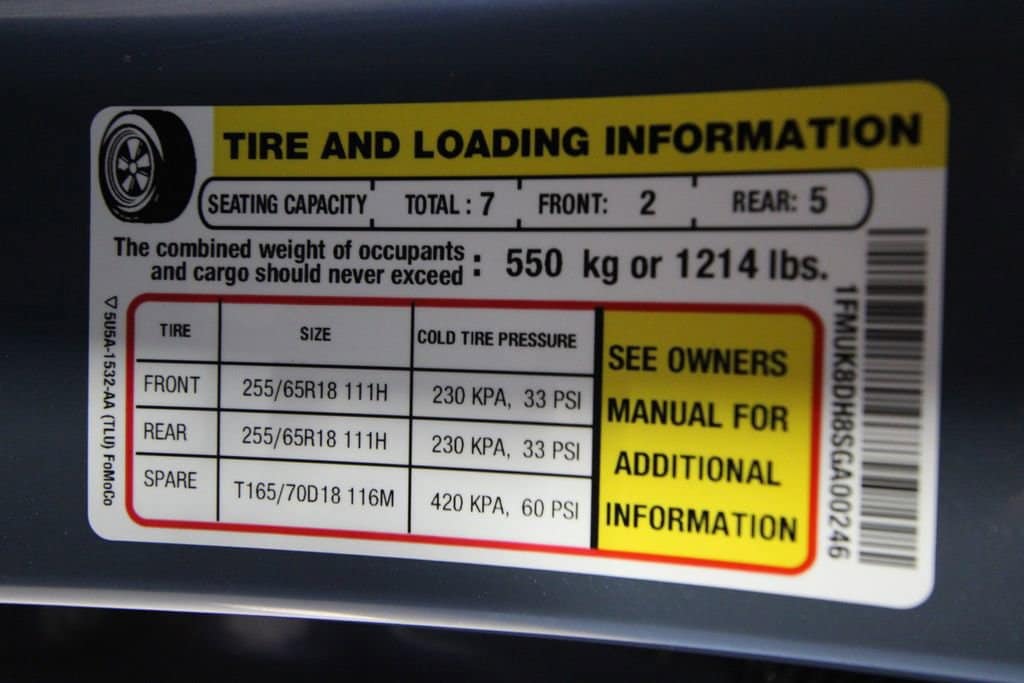 TIRE AND LOADING INFORMATION
SEATING CAPACITY TOTAL : 7 FRONT: 2 REAR: 5
The combined weight of occupants
and cargo should never exceed : 550 kg or 1214 lbs.
TIRE SIZE COLD TIRE PRESSURE
FRONT 255/65R18 111H 230 KPA, 33 PSI
REAR 255/65R18 111H 230 KPA, 33 PSI
SPARE T165/70D18 116M 420 KPA, 60 PSI
SEE OWNERS
MANUAL FOR
ADDITIONAL
INFORMATION
5U5A-1532-AA (TLU) FoMoCo
1FMUK8DH8SGA00246